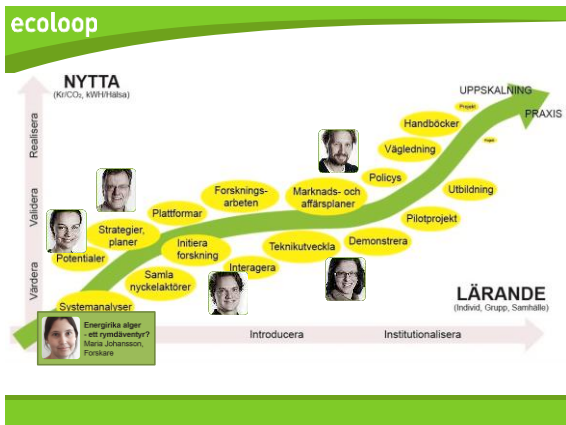 ecoloop
NYTTA
(Kr/CO₂, kWH/Hälsa)
UPPSKALNING
PRAXIS
Projekt
Handböcker
Vägledning
Policys
Utbildning
Pilotprojekt
Marknads- och
affärsplaner
Demonstrera
Forsknings-
arbeten
Teknikutveckla
Plattformar
Initiera
forskning
Interagera
Strategier,
planer
Samla
nyckelaktörer
Potentialer
Systemanalyser
Realisera
Validera
Värdera
LÄRANDE
(Individ, Grupp, Samhälle)
Introducera
Institutionalisera
Energirika alger
- ett rymdäventyr?
Maria Johansson,
Forskare